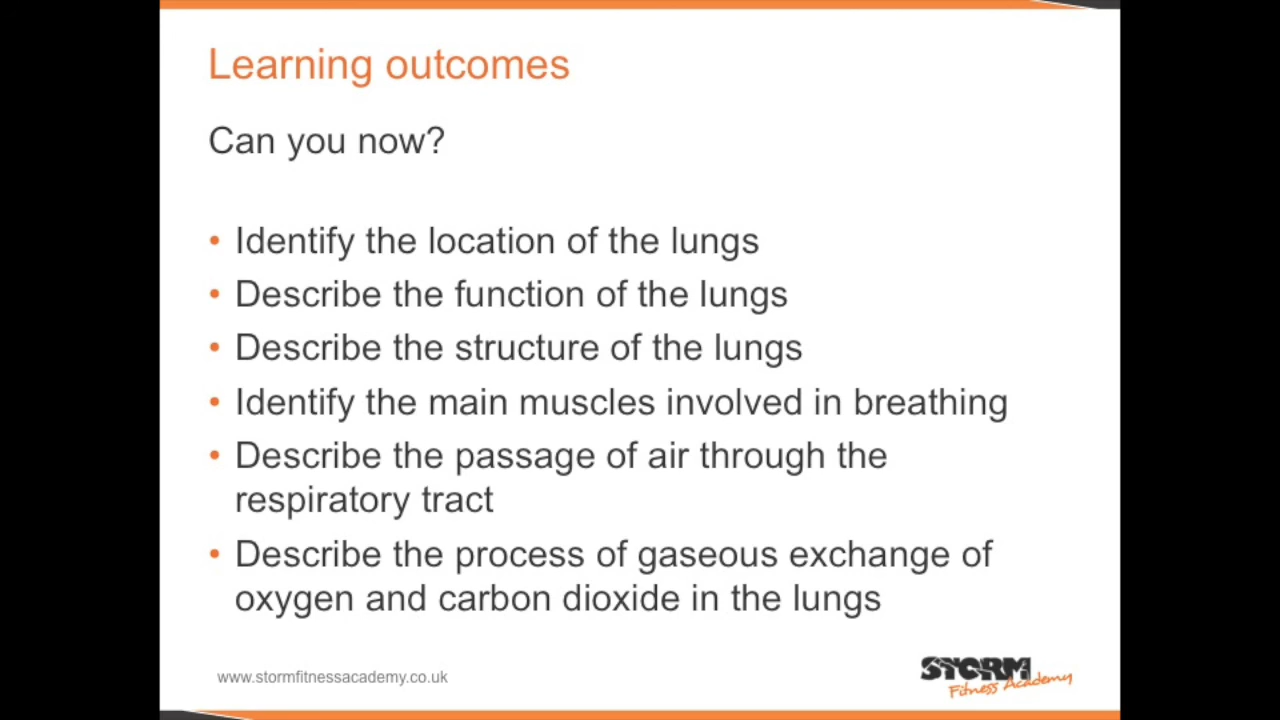 Learning outcomes
Can you now?
• Identify the location of the lungs
• Describe the function of the lungs
• Describe the structure of the lungs
• Identify the main muscles involved in breathing
• Describe the passage of air through the
respiratory tract
• Describe the process of gaseous exchange of
oxygen and carbon dioxide in the lungs
www.stormfitnessacademy.co.uk
STORM
Fitness Academy